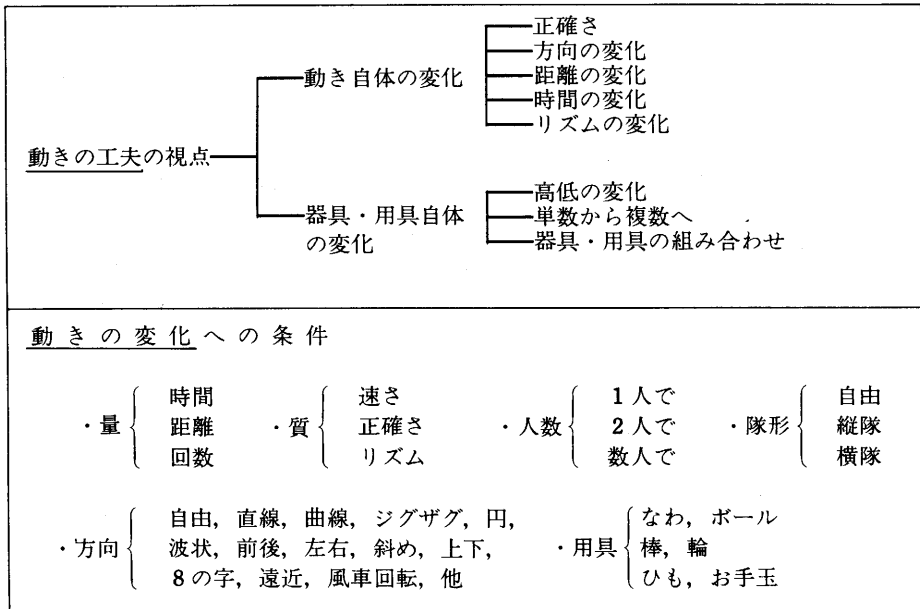 正確さ
方向の変化
動き自体の変化
距離の変化
時間の変化
リズムの変化
動きの工夫の視点
高低の変化
器具・用具自体
の変化
単数から複数へ
器具・用具の組み合わせ
動きの変化への条件
・量 時間 距離 回数
・質 速さ 正確さ リズム
・人数 1人で 2人で 数人で
・隊形 自由 縦隊 横隊
・方向 自由, 直線, 曲線, ジグザグ, 円,
波状, 前後, 左右, 斜め, 上下,
8の字, 遠近, 風車回転, 他
・用具 なわ, ボール
棒, 輪
ひも, お手玉